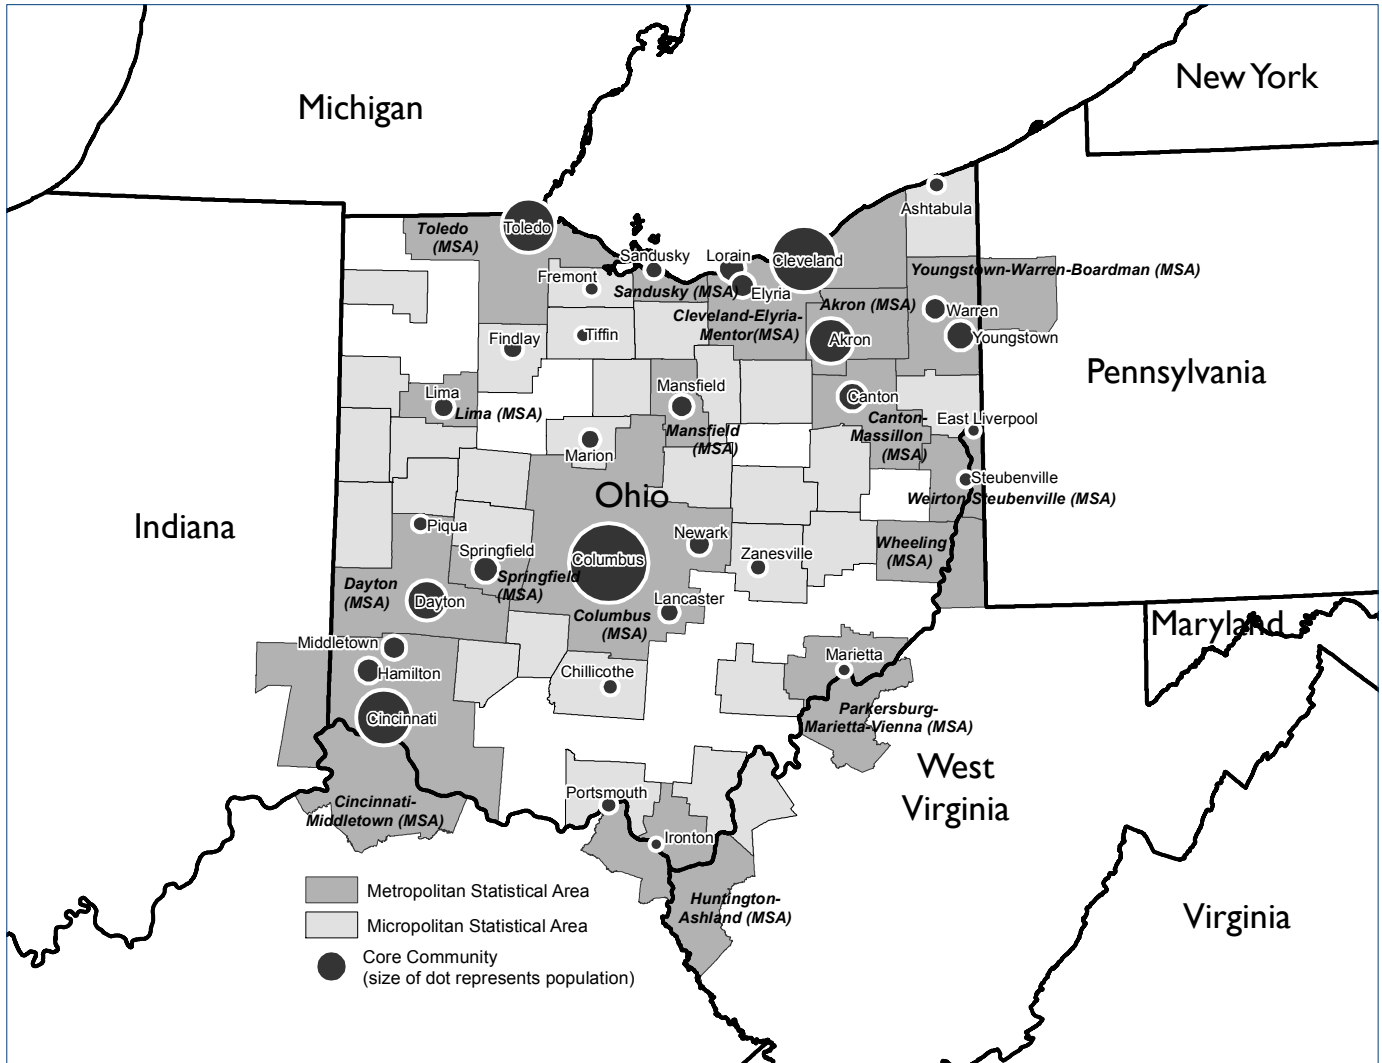 New York
Michigan
Ashtabula
Toledo
(MSA)
Toledo
Sandusky
Lorain
Cleveland
Youngstown-Warren-Boardman (MSA)
Fremont
Sandusky (MSA)
Elyria
Akron (MSA)
Warren
Cleveland-Elyria-
Mentor(MSA)
Findlay
Tiffin
Akron
Youngstown
Pennsylvania
Lima
Lima (MSA)
Mansfield
Canton
Mansfield
(MSA)
Canton-
Massillon
(MSA)
East Liverpool
Marion
Steubenville
Ohio
Weirton-Steubenville (MSA)
Indiana
Piqua
Newark
Springfield
Springfield
(MSA)
Columbus
Zanesville
Wheeling
(MSA)
Dayton
(MSA)
Dayton
Lancaster
Columbus
(MSA)
Maryland
Middletown
Hamilton
Chillicothe
Marietta
Cincinnati
Parkersburg-
Marietta-Vienna (MSA)
West
Virginia
Cincinnati-
Middletown (MSA)
Portsmouth
Ironton
Huntington-
Ashland (MSA)
Virginia
Metropolitan Statistical Area
Micropolitan Statistical Area
Core Community
(size of dot represents population)